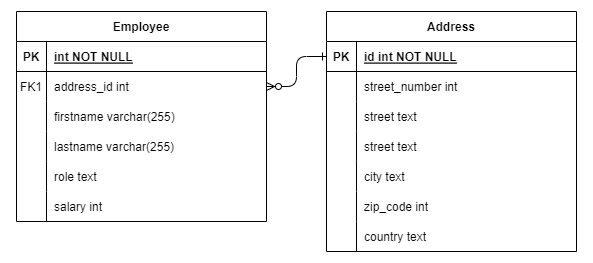 Employee
PK int NOT NULL
FK1 address_id int
firstname varchar(255)
lastname varchar(255)
role text
salary int
Address
PK id int NOT NULL
street_number int
street text
street text
city text
zip_code int
country text